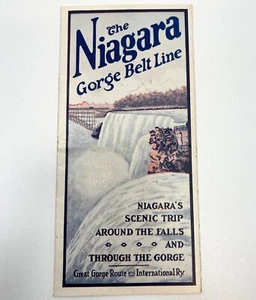 The
Niagara
Gorge Belt Line
NIAGARA'S
SCENIC TRIP
AROUND THE FALLS
AND
THROUGH THE GORGE
Great Gorge Route and International Ry.